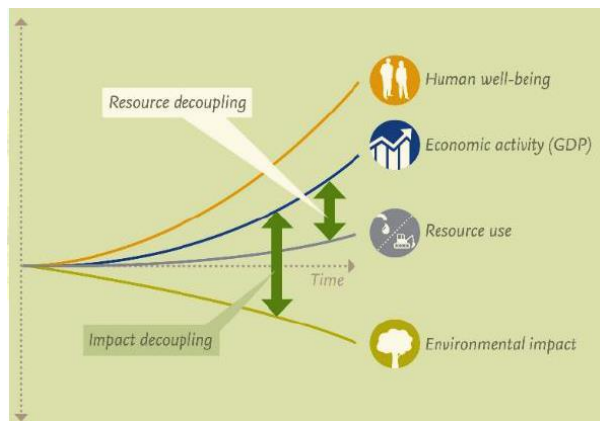 Human well-being
Resource decoupling
Economic activity (GDP)
Resource use
Time
Impact decoupling
Environmental impact